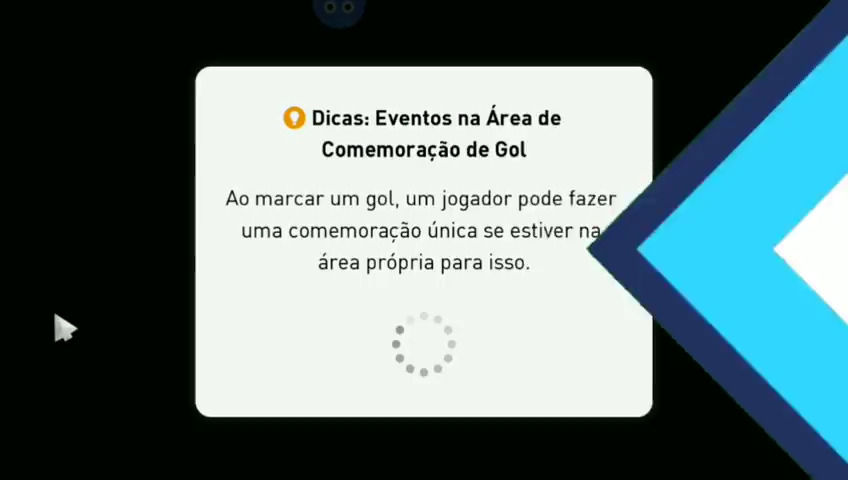 Dicas: Eventos na Área de
Comemoração de Gol
Ao marcar um gol, um jogador pode fazer
uma comemoração única se estiver na
área própria para isso.